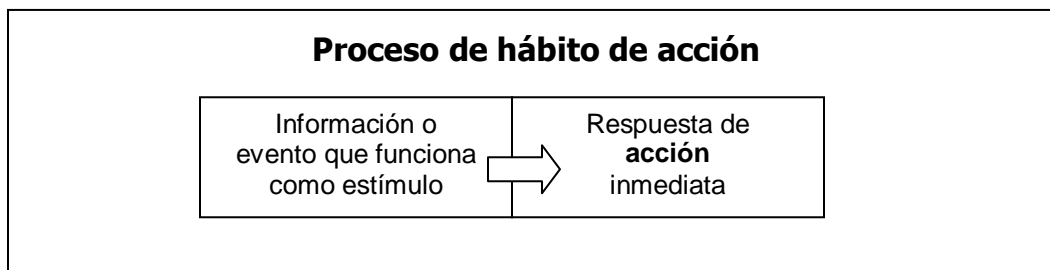 Proceso de hábito de acción
Información o
evento que funciona
como estímulo
Respuesta de
acción
inmediata